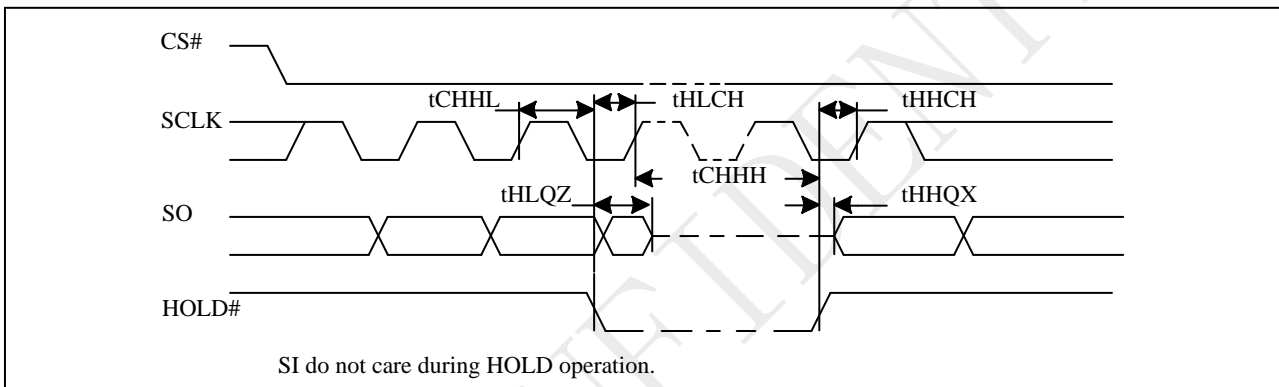 CS#
tCHHL
tHLCH
tHHCH
SCLK
tCHHH
tHLQZ
tHHQX
SO
HOLD#
SI do not care during HOLD operation.